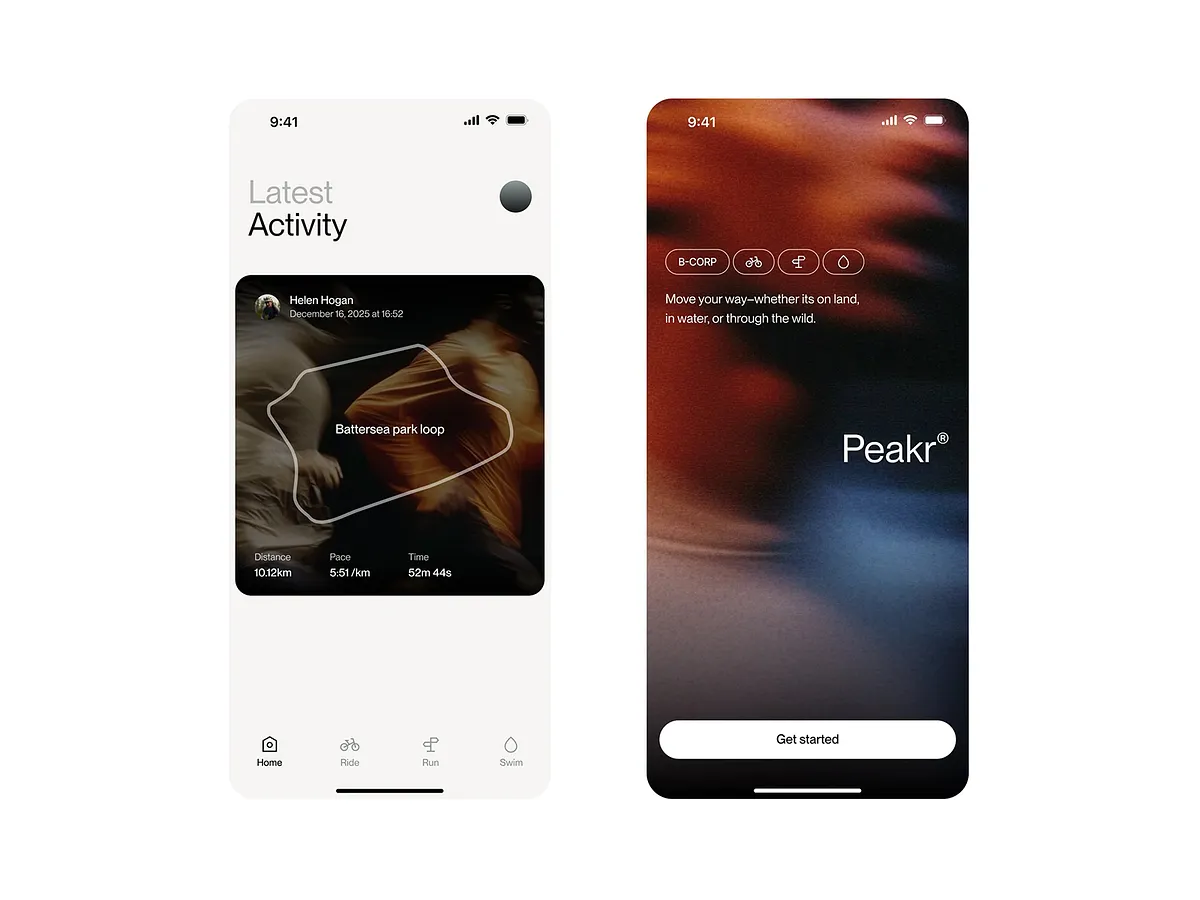 9:41
Latest
Activity
Helen Hogan
December 16, 2025 at 16:52
Battersea park loop
Distance Pace Time
10.12km 5:51 /km 52m 44s
Home Ride Run Swim
9:41
B-CORP
Move your way–whether its on land,
in water, or through the wild.
Peakr®
Get started